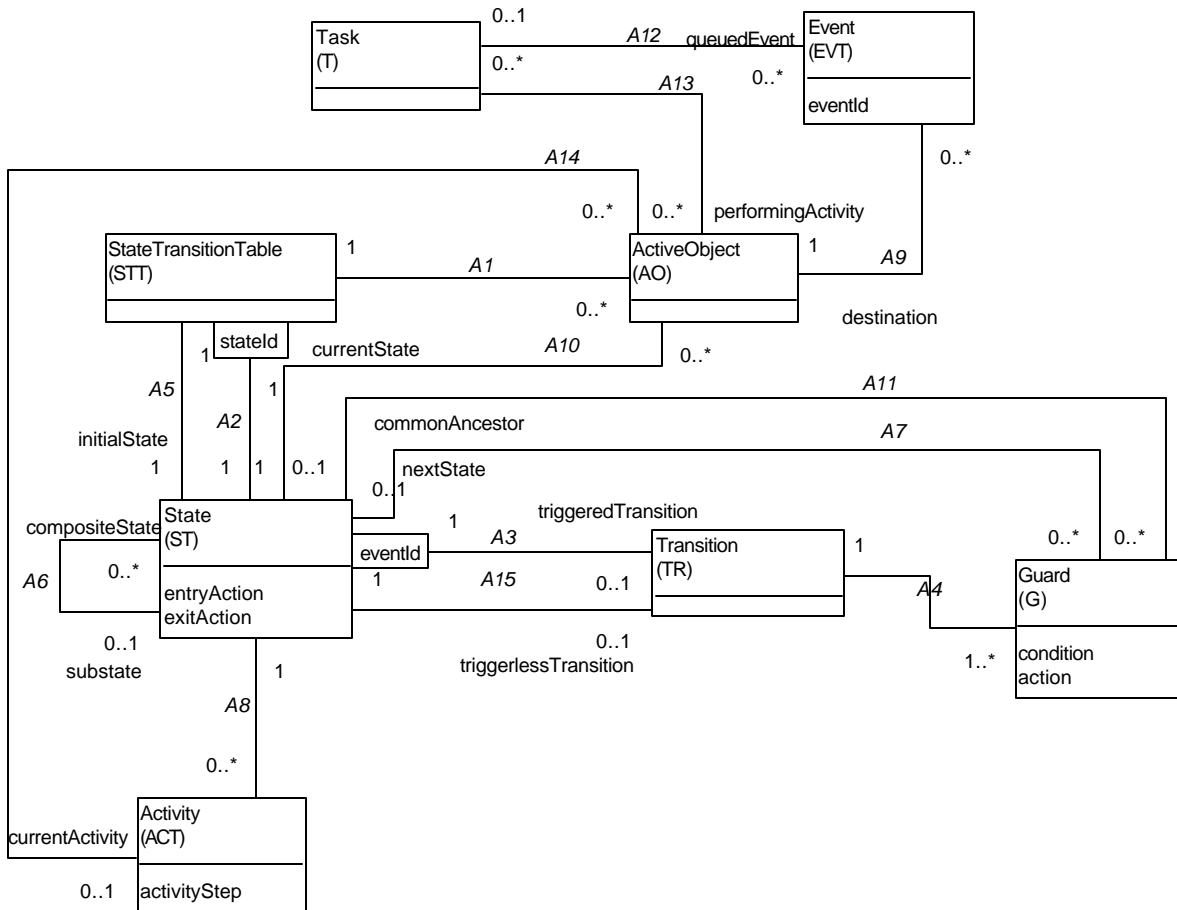 0..1
Task
(T)
A12
queuedEvent
Event
(EVT)
0..*
0..*
A13
eventId
A14
0..*
0..*
0..*
performingActivity
StateTransitionTable
(STT)
1
A1
ActiveObject
(AO)
1
A9
0..*
destination
stateId
1
currentState
A10
0..*
A5
1
A11
A2
commonAncestor
A7
initialState
1
1
1
0..1
nextState
0..1
State
(ST)
compositeState
1
triggeredTransition
A3
Transition
(TR)
1
0..*
0..*
eventId
0..*
A6
1
A15
0..1
A4
Guard
(G)
entryAction
exitAction
0..1
substate
1
0..1
triggerlessTransition
1..*
condition
action
A8
0..*
Activity
(ACT)
currentActivity
0..1
activityStep